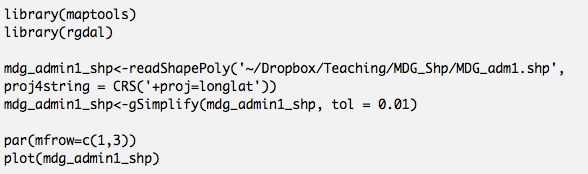 library(maptools)
library(rgdal)
mdg_admin1_shp<-readShapePoly('~/Dropbox/Teaching/MDG_Shp/MDG_adm1.shp',
proj4string = CRS('+proj=longlat'))
mdg_admin1_shp<-gSimplify(mdg_admin1_shp, tol = 0.01)
par(mfrow=c(1,3))
plot(mdg_admin1_shp)